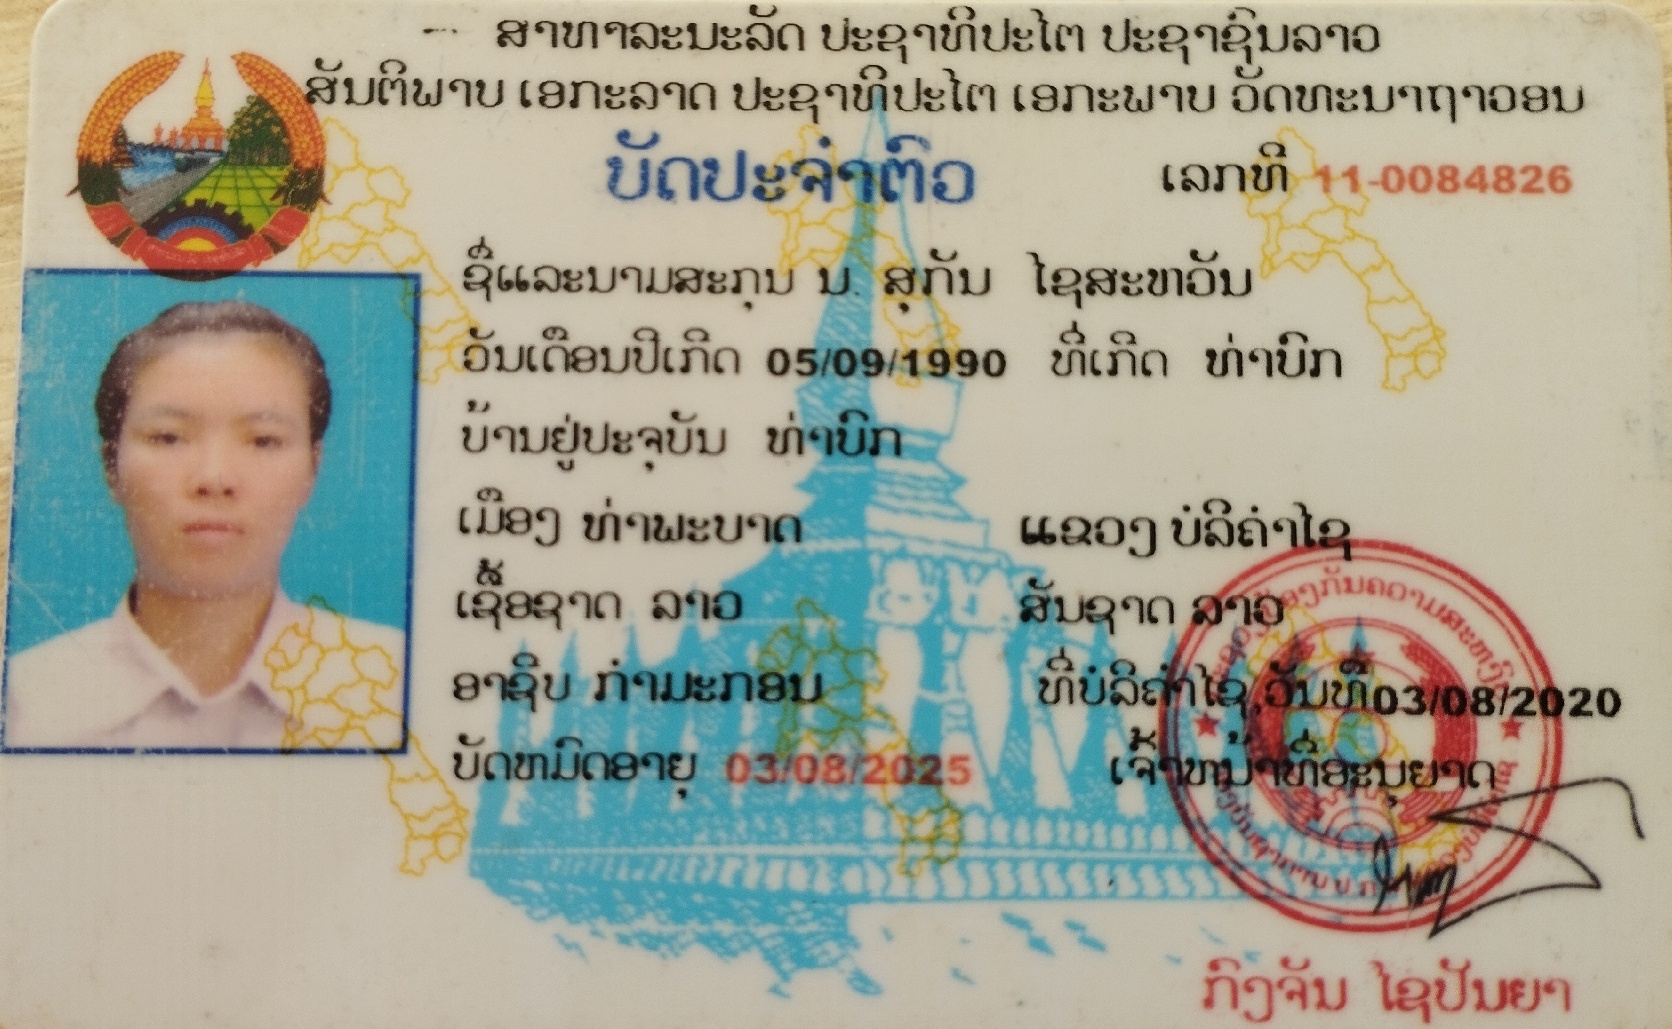 ສາທາລະນະລັດ ປະຊາທິປະໄຕ ປະຊາຊົນລາວ
ສັນຕິພາບ ເອກະລາດ ປະຊາທິປະໄຕ ເອກະພາບ ວັດທະນາຖາວອນ
ບັດປະຈຳຕົວ ເລກທີ 11-0084826
ຊື່ແລະນາມສະກຸນ ນ. ສຸກັນ ໄຊສະຫວັນ
ວັນເດືອນປີເກີດ 05/09/1990 ທີ່ເກີດ ທ່າບົກ
ບ້ານຢູ່ປະຈຸບັນ ທ່າບົກ
ເມືອງ ທ່າພະບາດ ແຂວງ ບໍລິຄຳໄຊ
ເຊື້ອຊາດ ລາວ ສັນຊາດ ລາວ
ອາຊີບ ກຳມະກອນ ທີ່ບໍລິຄຳໄຊ,ວັນທີ 03/08/2020
ບັດຫມົດອາຍຸ 03/08/2025 ເຈົ້າຫນ້າທີ່ອະນຸຍາດ
ກົງຈັນ ໄຊປັນຍາ